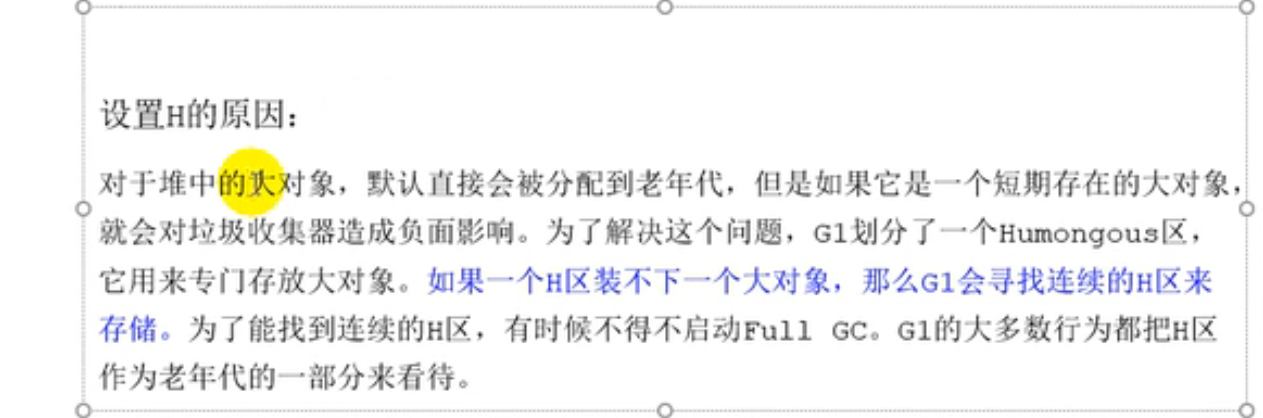 设置H的原因：
对于堆中的大对象，默认直接会被分配到老年代，但是如果它是一个短期存在的大对象，
就会对垃圾收集器造成负面影响。为了解决这个问题，G1划分了一个Humongous区，
它用来专门存放大对象。如果一个H区装不下一个大对象，那么G1会寻找连续的H区来
存储。为了能找到连续的H区，有时候不得不启动Full GC。G1的大多数行为都把H区
作为老年代的一部分来看待。